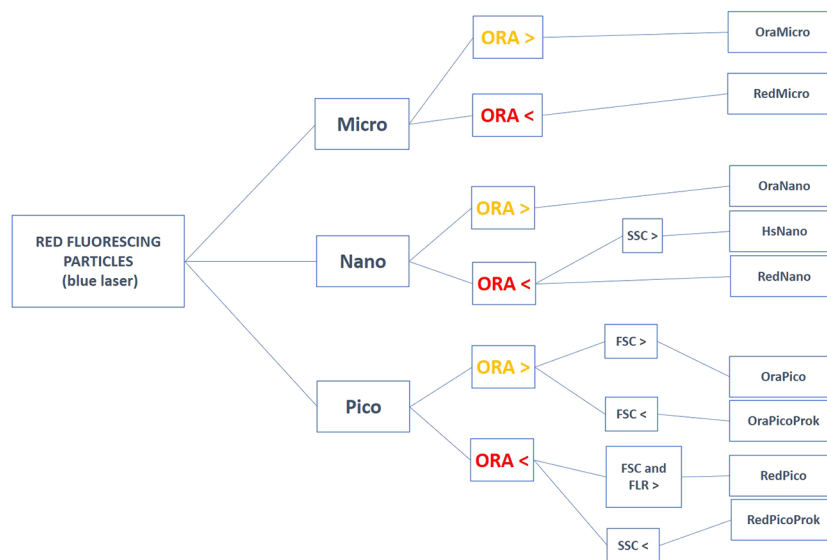 RED FLUORESCING
PARTICLES
(blue laser)
Micro
ORA >
OraMicro
ORA <
RedMicro
Nano
ORA >
OraNano
ORA <
SSC >
HsNano
RedNano
Pico
ORA >
FSC >
OraPico
FSC <
OraPicoProk
ORA <
FSC and
FLR >
RedPico
SSC <
RedPicoProk